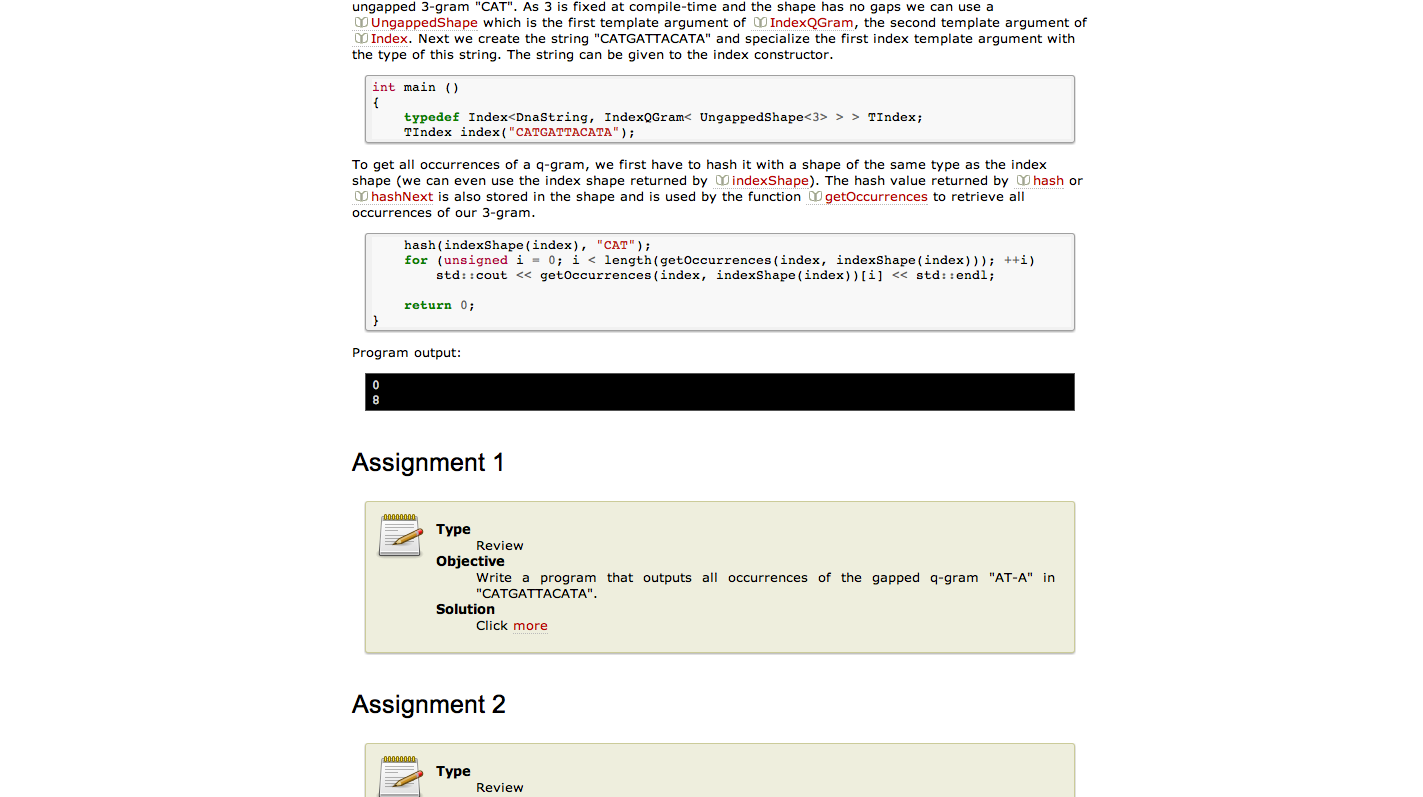 ungapped 3-gram "CAT". As 3 is fixed at compile-time and the shape has no gaps we can use a
UngappedShape which is the first template argument of IndexQGram, the second template argument of
Index. Next we create the string "CATGATTACATA" and specialize the first index template argument with
the type of this string. The string can be given to the index constructor.
int main ()
{
    typedef Index<DnaString, IndexQGram< UngappedShape<3> > > TIndex;
    TIndex index("CATGATTACATA");
To get all occurrences of a q-gram, we first have to hash it with a shape of the same type as the index
shape (we can even use the index shape returned by indexShape). The hash value returned by hash or
hashNext is also stored in the shape and is used by the function getOccurrences to retrieve all
occurrences of our 3-gram.
    hash(indexShape(index), "CAT");
    for (unsigned i = 0; i < length(getOccurrences(index, indexShape(index))); ++i)
        std::cout << getOccurrences(index, indexShape(index))[i] << std::endl;
    return 0;
}
Program output:
0
8
Assignment 1
Type
Review
Objective
Write a program that outputs all occurrences of the gapped q-gram "AT-A" in
"CATGATTACATA".
Solution
Click more
Assignment 2
Type
Review